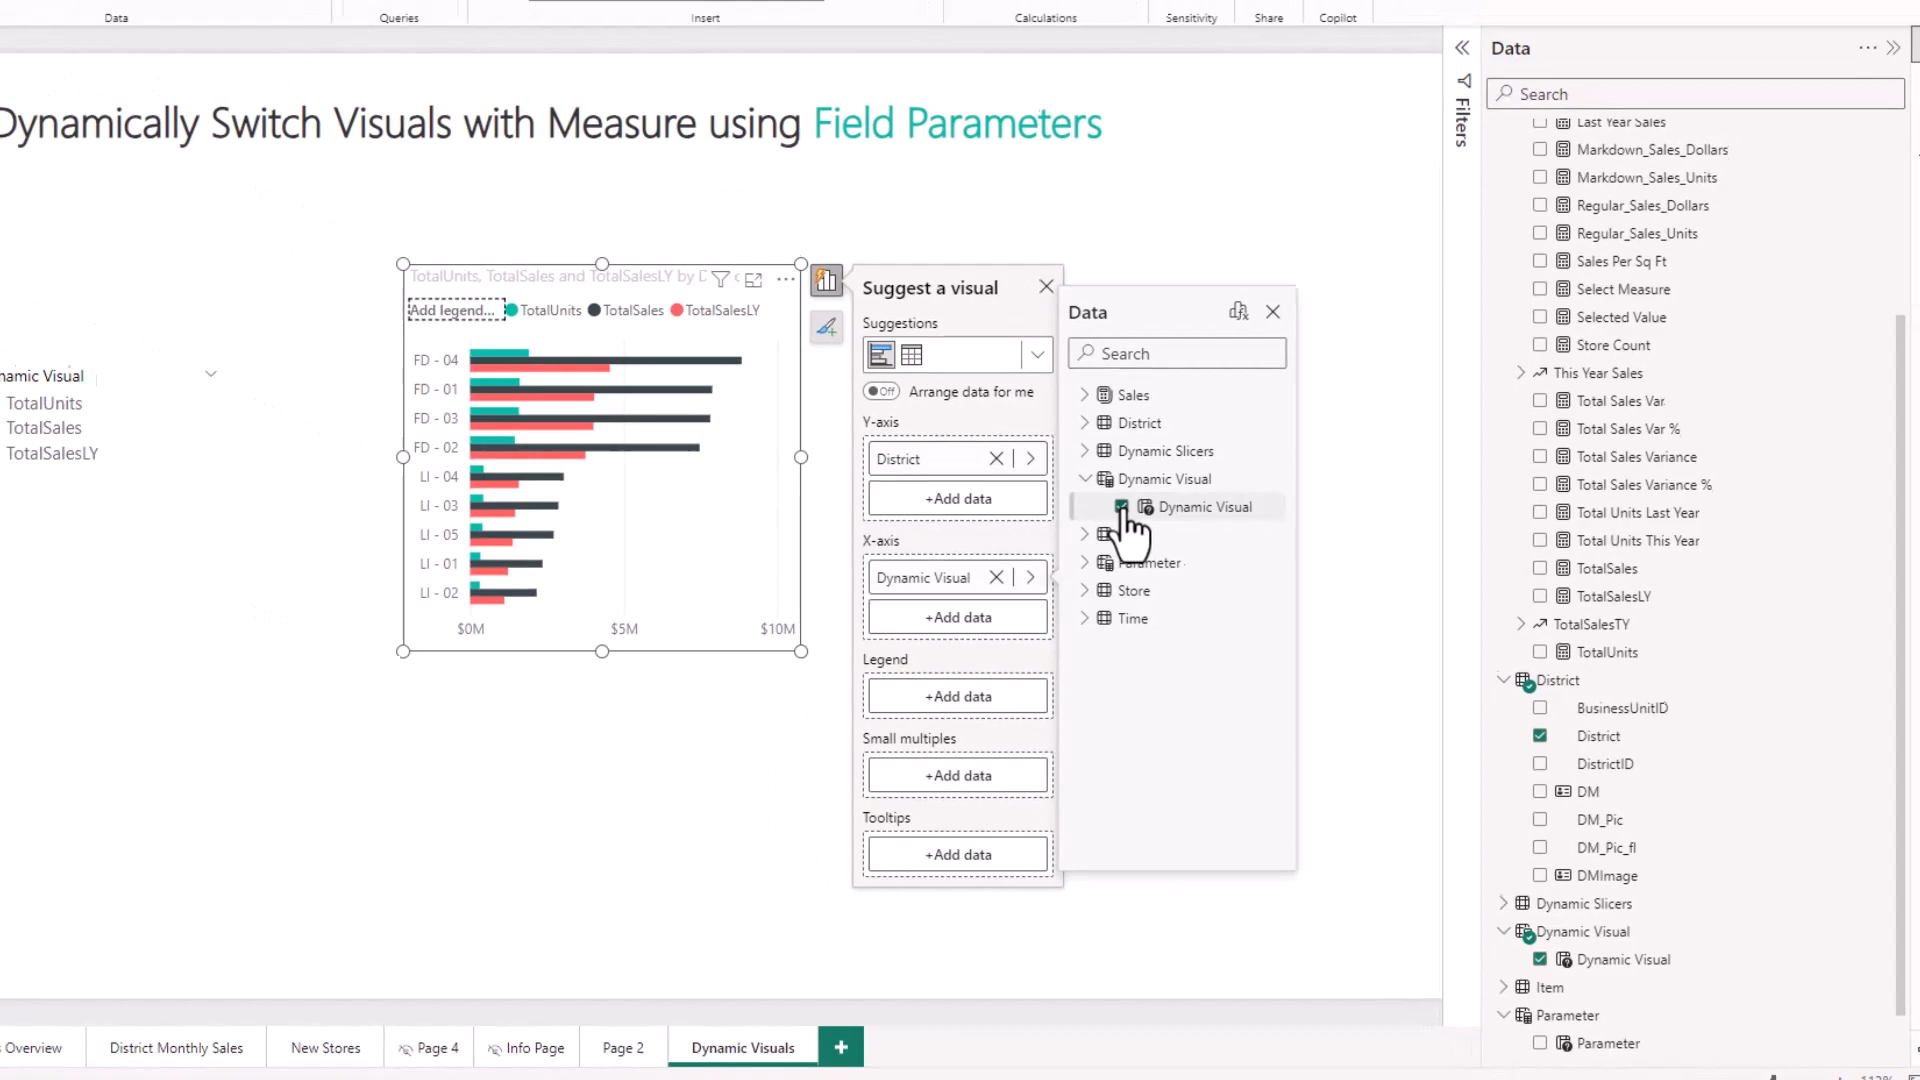 Data
Queries
Insert
Calculations
Sensitivity
Share
Copilot
Dynamically Switch Visuals with Measure using Field Parameters
namic Visual
TotalUnits
TotalSales
TotalSalesLY
TotalUnits, TotalSales and TotalSalesLY by D
Add legend...
TotalUnits
TotalSales
TotalSalesLY
FD - 04
FD - 01
FD - 03
FD - 02
LI - 04
LI - 03
LI - 05
LI - 01
LI - 02
$0M
$5M
$10M
Suggest a visual
Suggestions
Off
Arrange data for me
Y-axis
District
+Add data
X-axis
Dynamic Visual
+Add data
Legend
+Add data
Small multiples
+Add data
Tooltips
+Add data
Data
Search
Sales
District
Dynamic Slicers
Dynamic Visual
Dynamic Visual
Parameter
Store
Time
Filters
Data
Search
Last Year Sales
Markdown_Sales_Dollars
Markdown_Sales_Units
Regular_Sales_Dollars
Regular_Sales_Units
Sales Per Sq Ft
Select Measure
Selected Value
Store Count
This Year Sales
Total Sales Var
Total Sales Var %
Total Sales Variance
Total Sales Variance %
Total Units Last Year
Total Units This Year
TotalSales
TotalSalesLY
TotalSalesTY
TotalUnits
District
BusinessUnitID
District
DistrictID
DM
DM_Pic
DM_Pic_fl
DMImage
Dynamic Slicers
Dynamic Visual
Dynamic Visual
Item
Parameter
Parameter
s Overview
District Monthly Sales
New Stores
Page 4
Info Page
Page 2
Dynamic Visuals
+